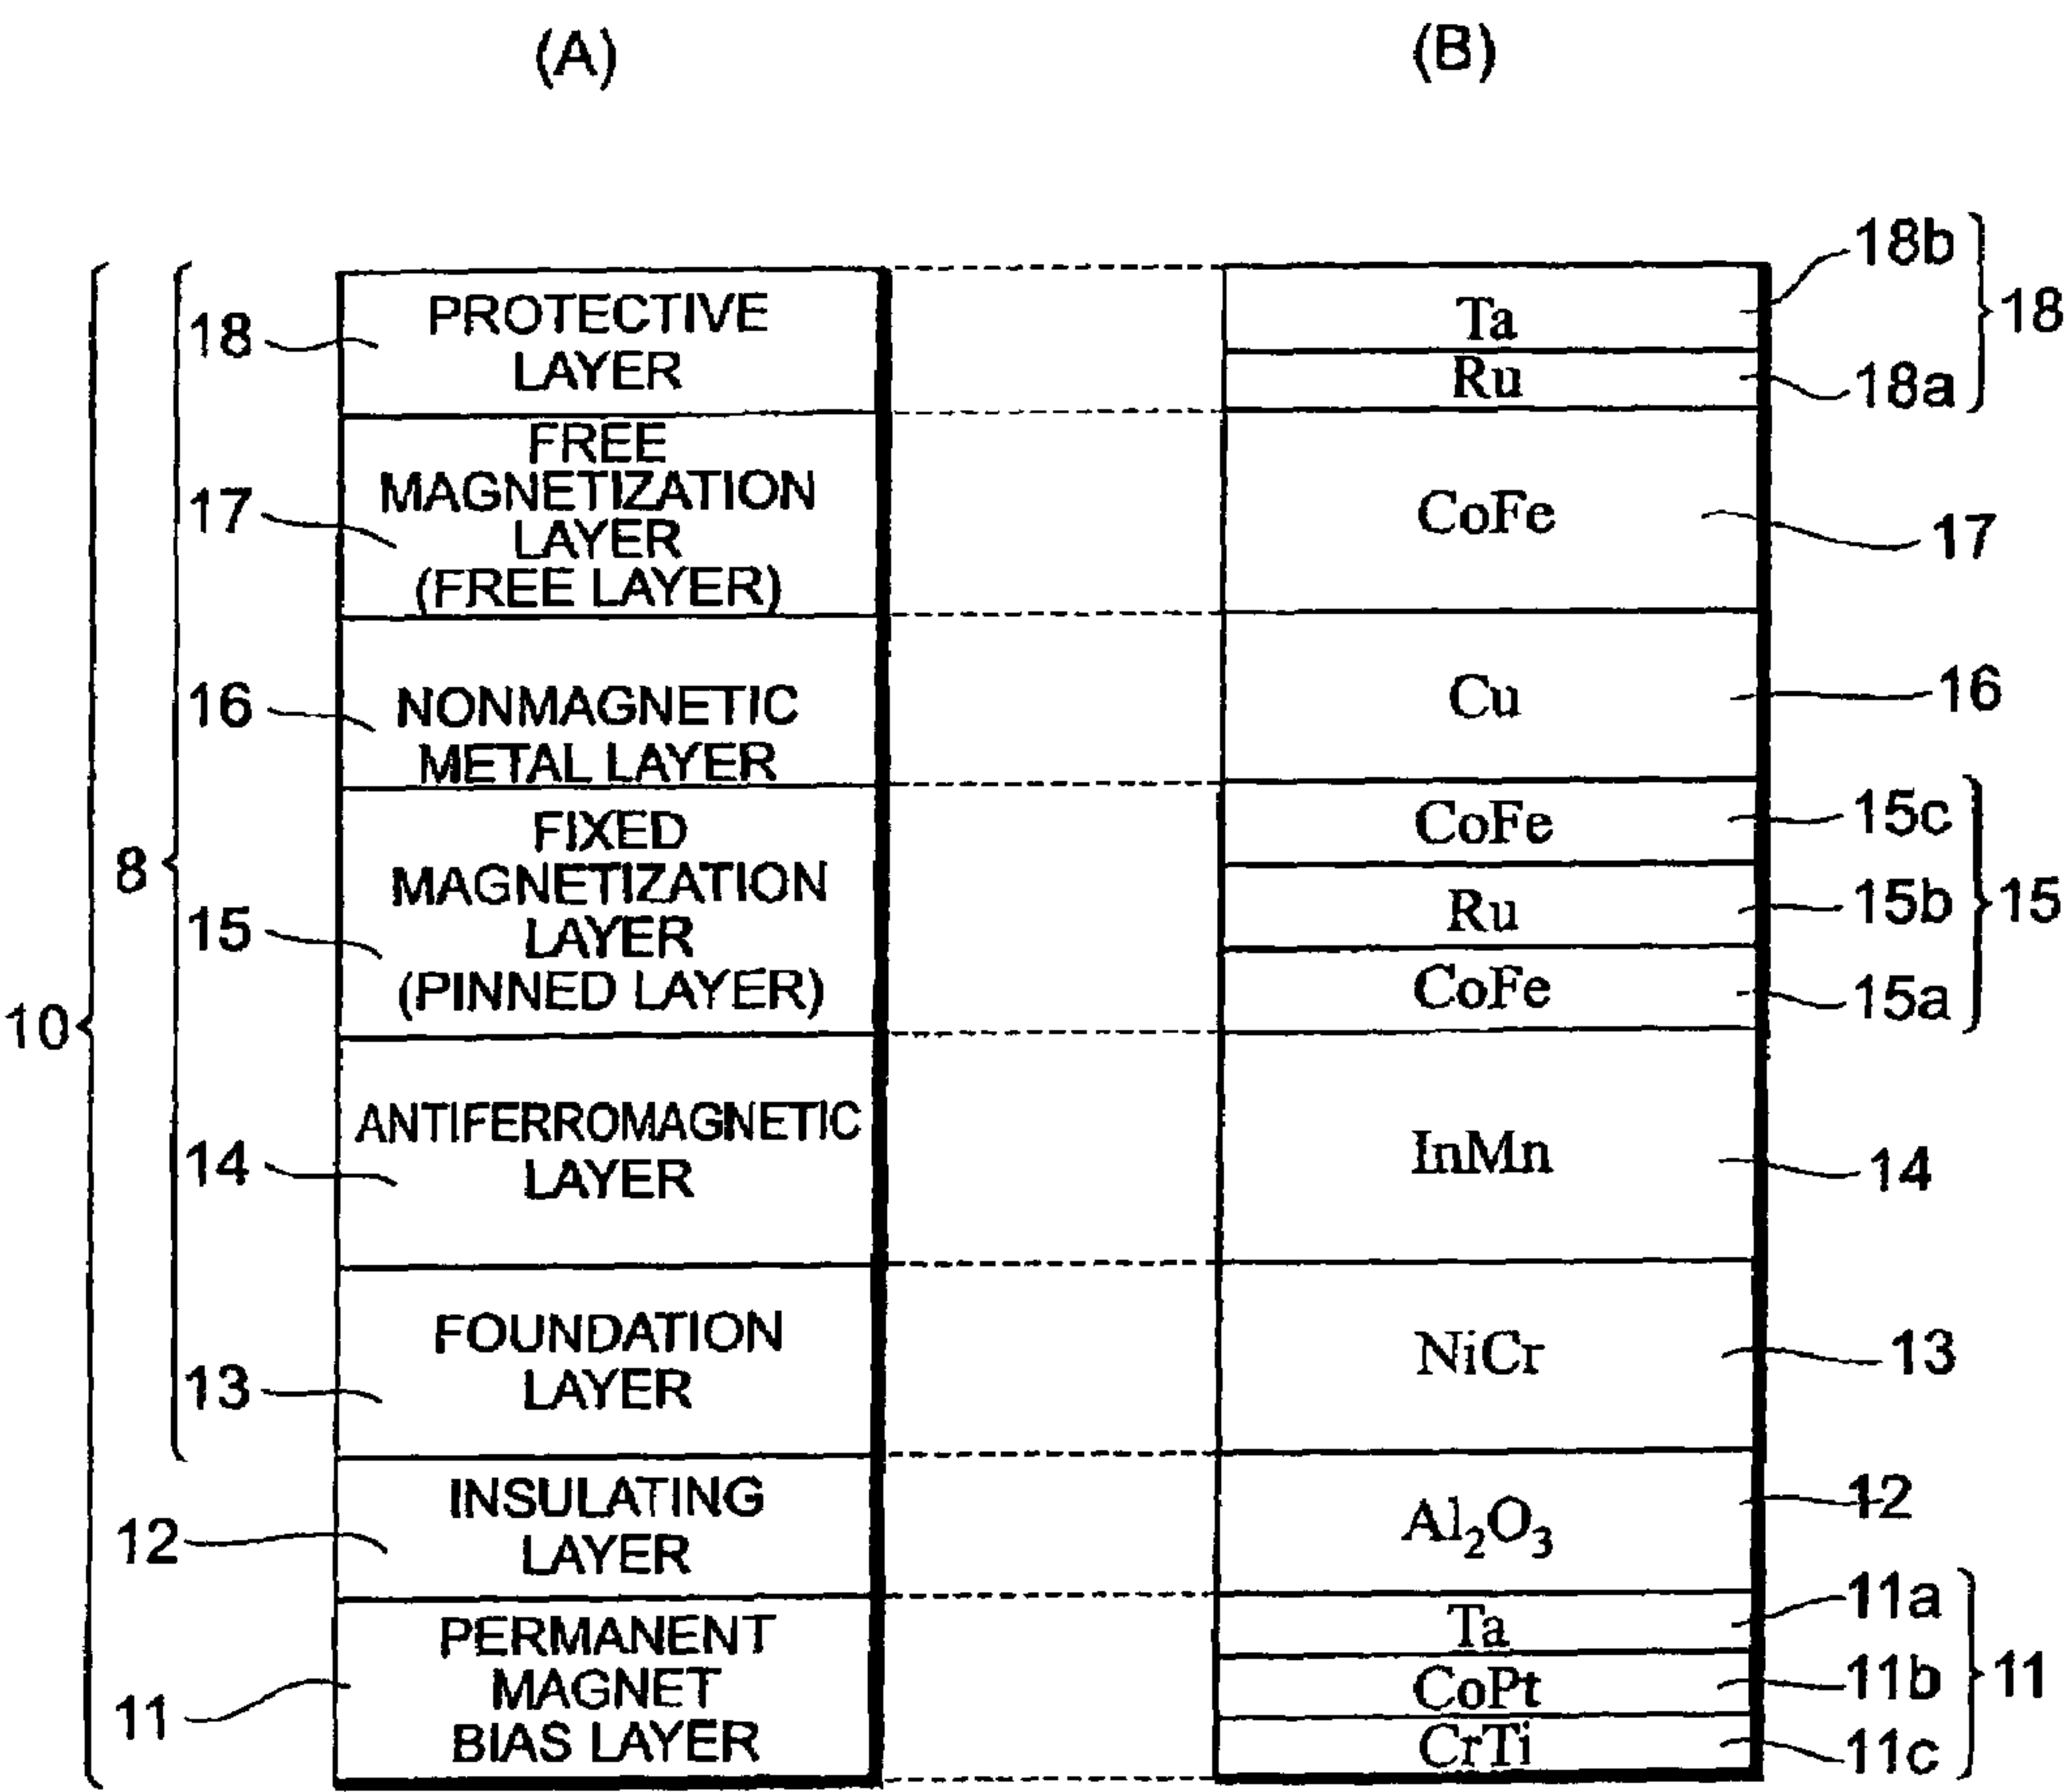 (A)
(B)
18
PROTECTIVE
LAYER
17
FREE
MAGNETIZATION
LAYER
(FREE LAYER)
16
NONMAGNETIC
METAL LAYER
15
FIXED
MAGNETIZATION
LAYER
(PINNED LAYER)
14
ANTIFERROMAGNETIC
LAYER
13
FOUNDATION
LAYER
12
INSULATING
LAYER
11
PERMANENT
MAGNET
BIAS LAYER
8
10
Ta
18b
Ru
18a
18
CoFe
17
Cu
16
CoFe
15c
Ru
15b
CoFe
15a
15
InMn
14
NiCr
13
Al₂O₃
12
Ta
11a
CoPt
11b
CrTi
11c
11